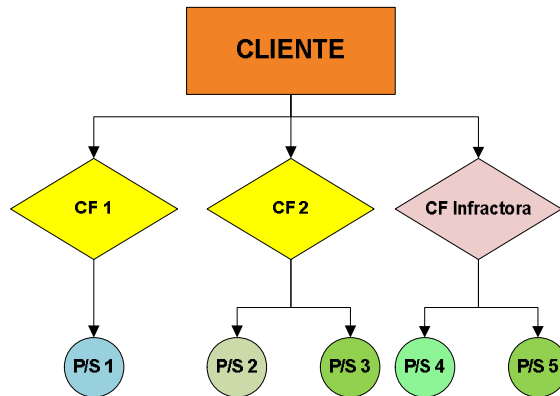 CLIENTE
CF 1
CF 2
CF Infractora
P/S 1
P/S 2
P/S 3
P/S 4
P/S 5